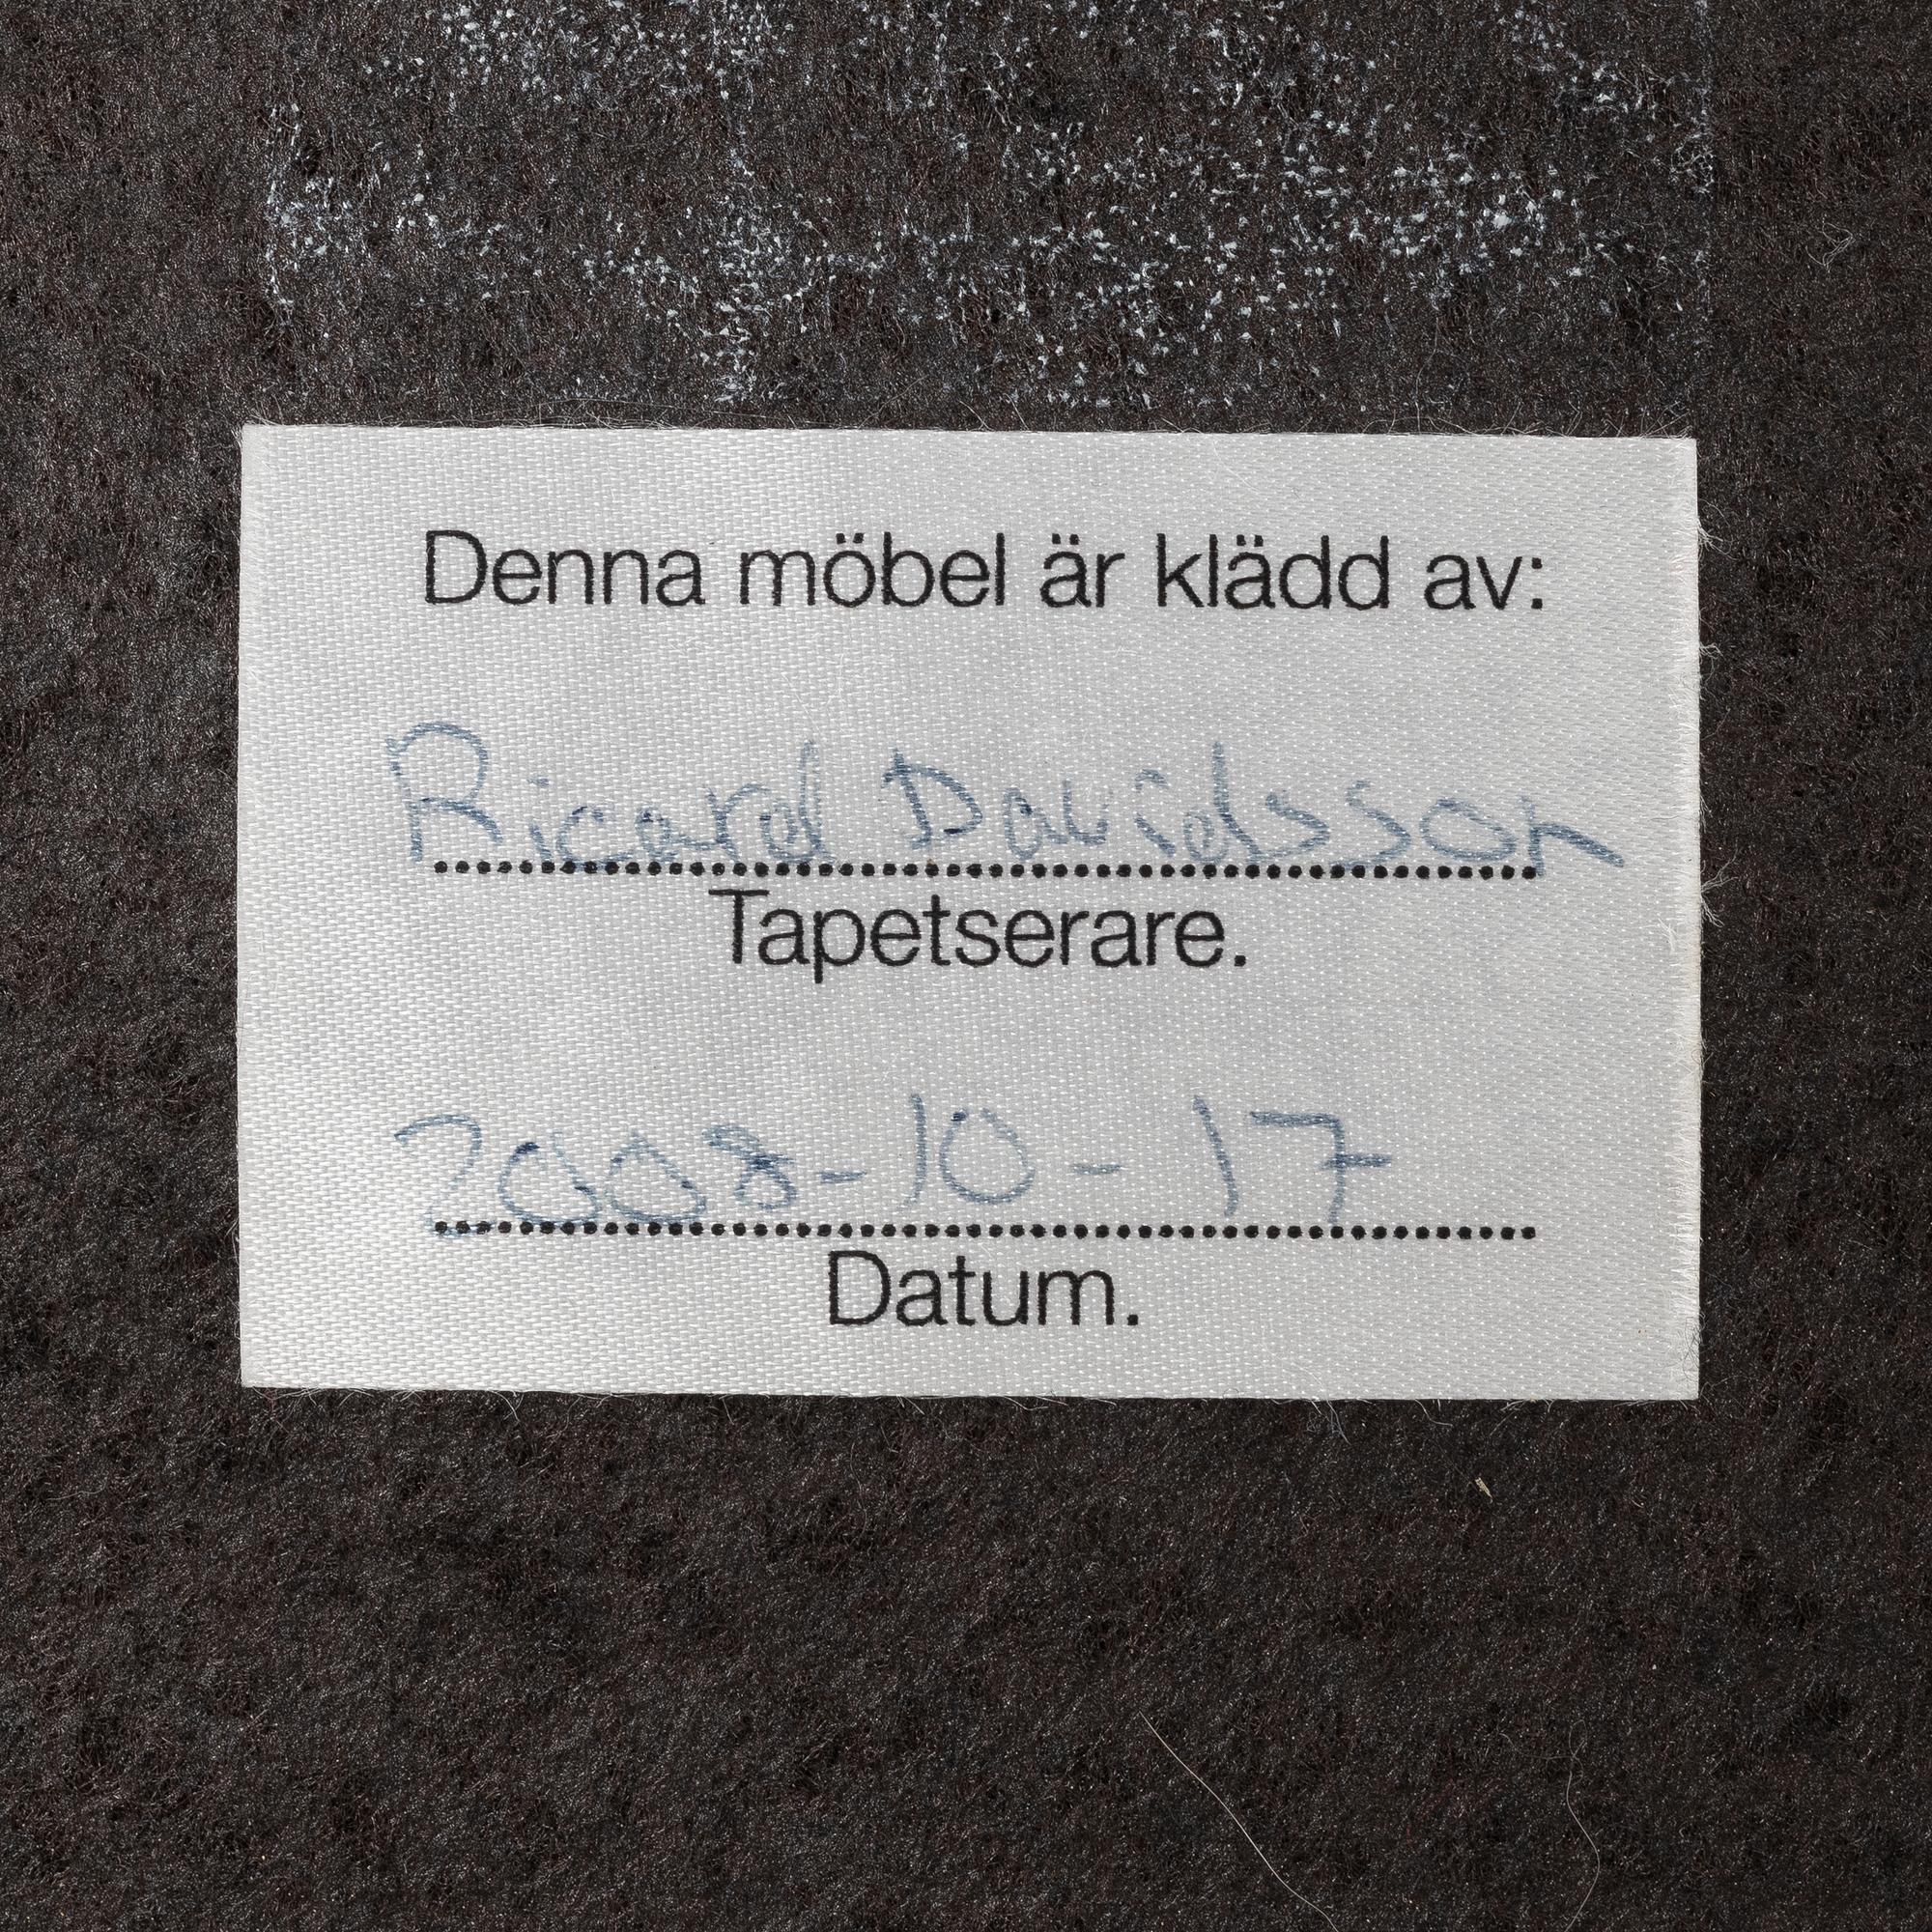 Denna möbel är klädd av:
Ricard Davidsson
Tapetserare.
2008-10-17
Datum.